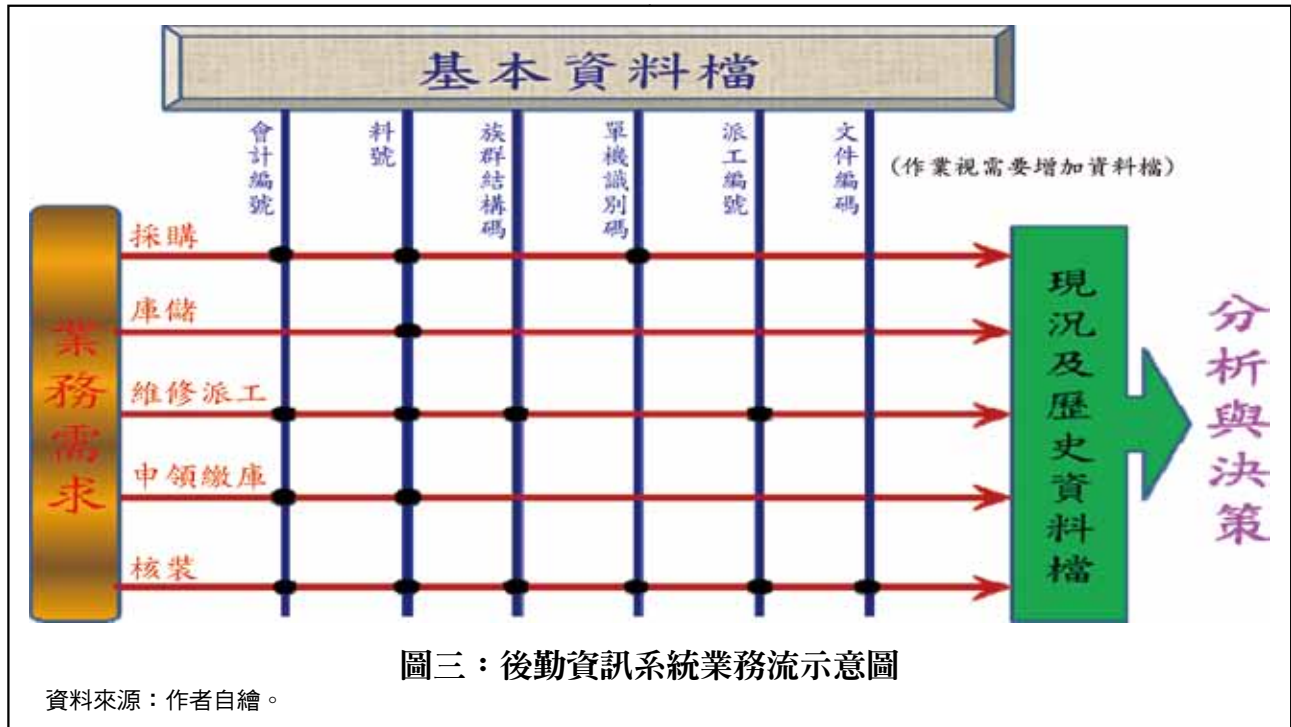 基本資料檔
會計編號
料號
族群結構碼
單機識別碼
派工編號
文件編碼
(作業視需要增加資料檔)
業務需求
採購
庫儲
維修派工
申領繳庫
核裝
現況及歷史資料檔
分析與決策
圖三：後勤資訊系統業務流示意圖
資料來源：作者自繪。